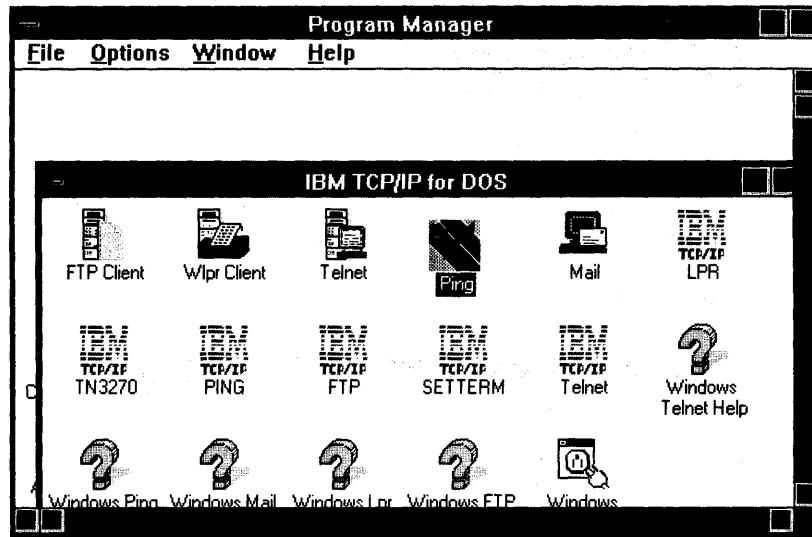 Program Manager
File Options Window Help
IBM TCP/IP for DOS
FTP Client Wlpr Client Telnet Ping Mail IBM TCP/IP LPR
IBM TCP/IP TN3270 IBM TCP/IP PING IBM TCP/IP FTP IBM TCP/IP SETTERM IBM TCP/IP Telnet Windows Telnet Help
Windows Ping Windows Mail Windows Lpr Windows FTP Windows